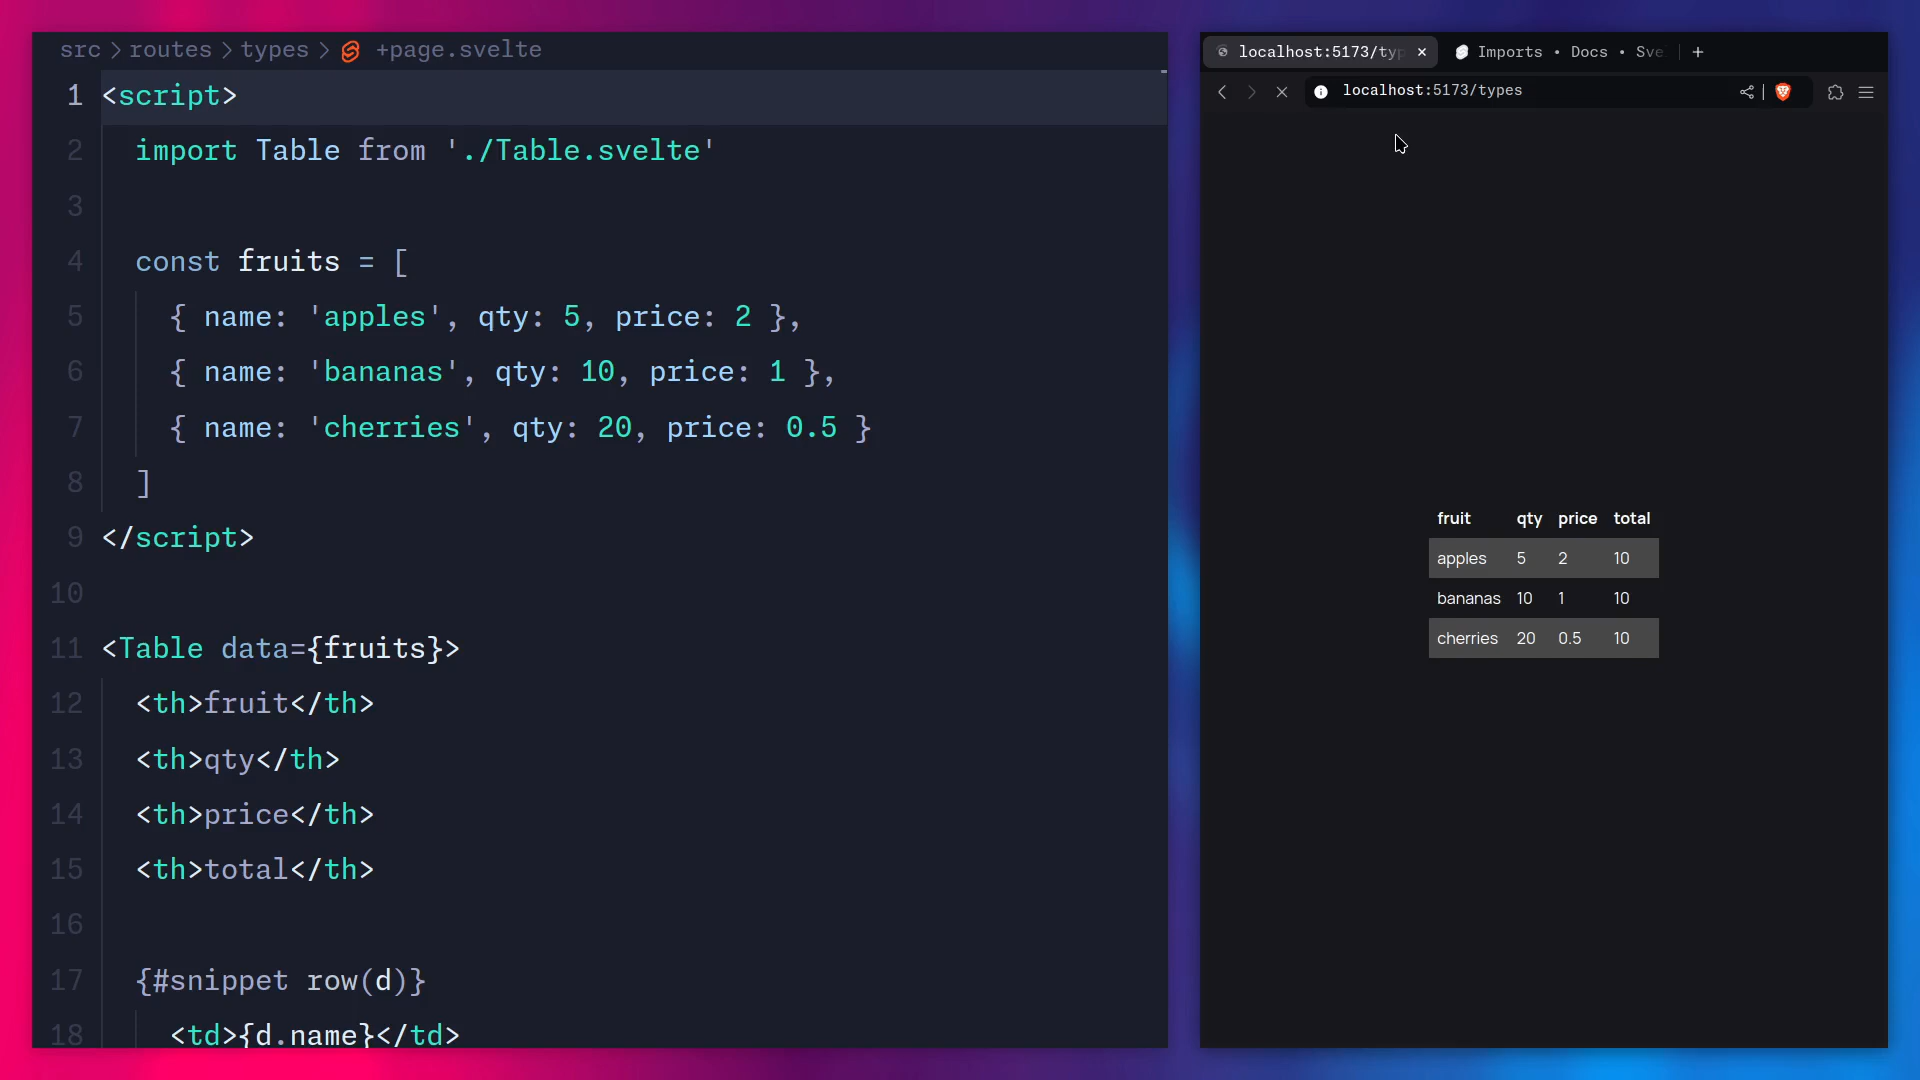 src > routes > types > +page.svelte
1 <script>
2 import Table from './Table.svelte'
3
4 const fruits = [
5 { name: 'apples', qty: 5, price: 2 },
6 { name: 'bananas', qty: 10, price: 1 },
7 { name: 'cherries', qty: 20, price: 0.5 }
8 ]
9 </script>
10
11 <Table data={fruits}>
12 <th>fruit</th>
13 <th>qty</th>
14 <th>price</th>
15 <th>total</th>
16
17 {#snippet row(d)}
18 <td>{d.name}</td>
localhost:5173/typ × Imports • Docs • Sve +
localhost:5173/types
fruit qty price total
apples 5 2 10
bananas 10 1 10
cherries 20 0.5 10